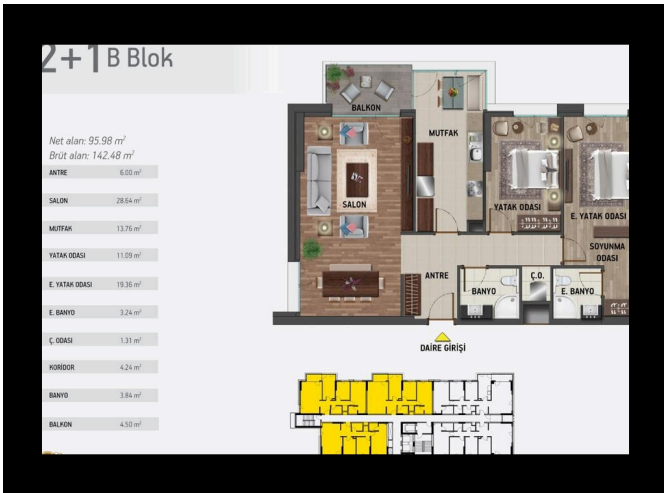 2+1 B Blok
Net alan: 95.98 m²
Brüt alan: 142.48 m²
ANTRE 6.00 m²
SALON 28.64 m²
MUTFAK 13.76 m²
YATAK ODASI 11.09 m²
E. YATAK ODASI 19.36 m²
E. BANYO 3.24 m²
Ç. ODASI 1.31 m²
KORİDOR 4.24 m²
BANYO 3.84 m²
BALKON 4.50 m²
BALKON
MUTFAK
SALON
YATAK ODASI
E. YATAK ODASI
SOYUNMA
ODASI
ANTRE
BANYO
Ç.O.
E. BANYO
DAİRE GİRİŞİ